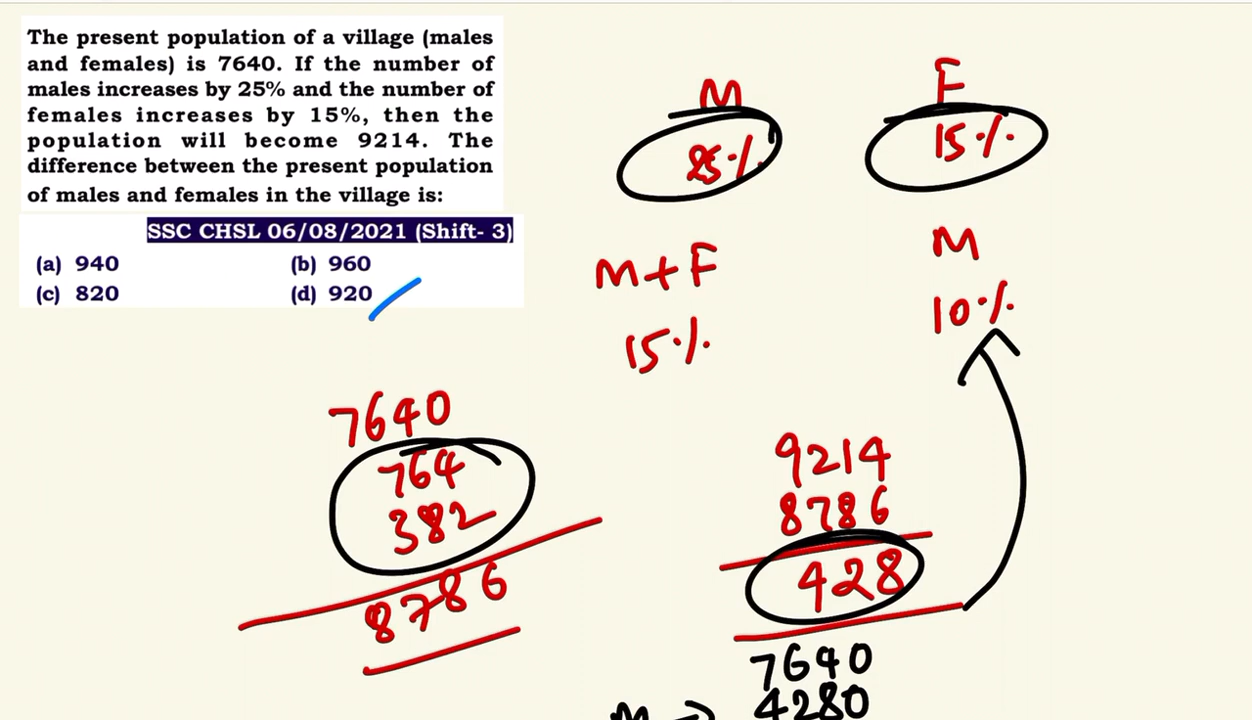 The present population of a village (males
and females) is 7640. If the number of
males increases by 25% and the number of
females increases by 15%, then the
population will become 9214. The
difference between the present population
of males and females in the village is:
SSC CHSL 06/08/2021 (Shift- 3)
(a) 940 (b) 960
(c) 820 (d) 920
M F
25% 15%
M+F M
15% 10%
7640
764
382
8786
9214
8786
428
7640
4280